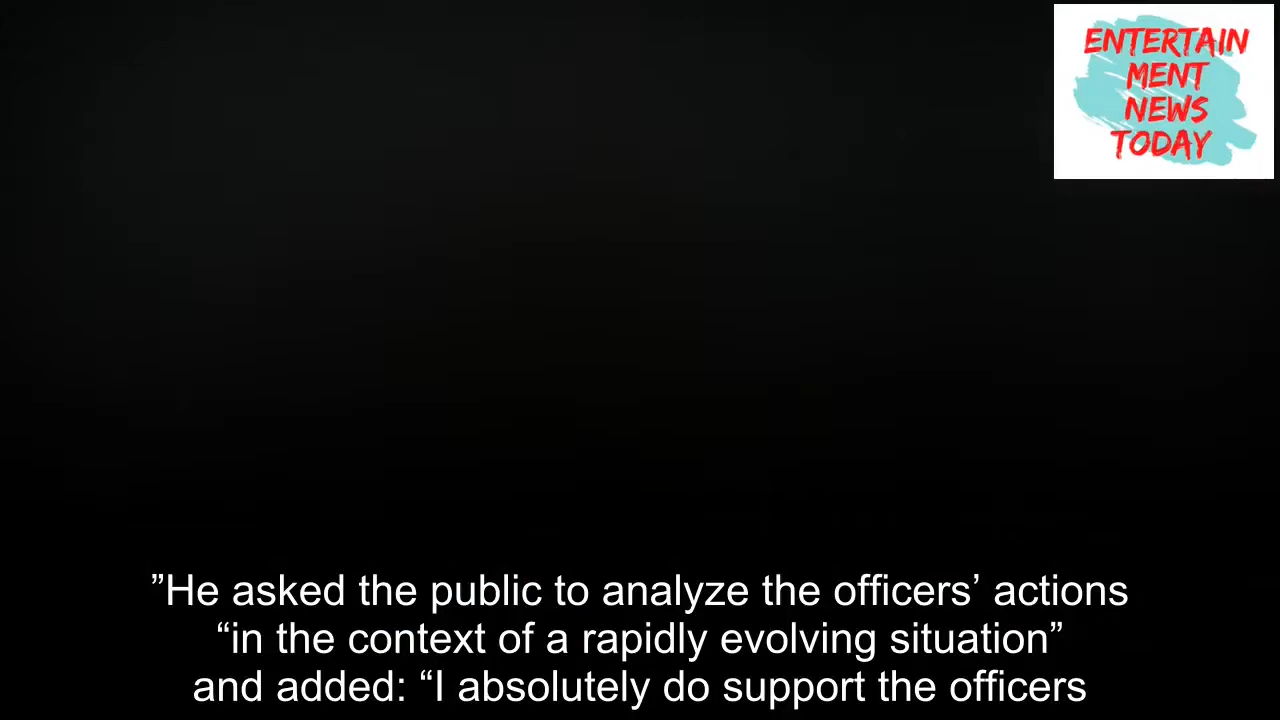 ENTERTAIN
MENT
NEWS
TODAY
”He asked the public to analyze the officers’ actions
“in the context of a rapidly evolving situation”
and added: “I absolutely do support the officers